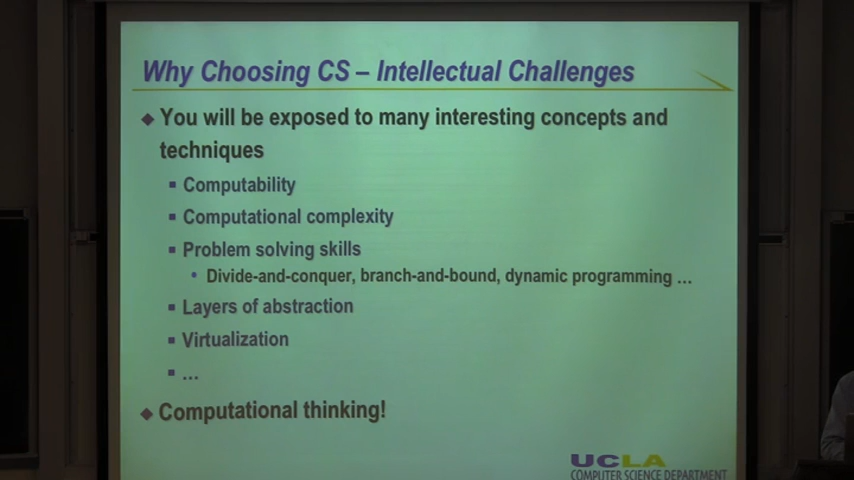 Why Choosing CS – Intellectual Challenges
You will be exposed to many interesting concepts and
techniques
Computability
Computational complexity
Problem solving skills
Divide-and-conquer, branch-and-bound, dynamic programming …
Layers of abstraction
Virtualization
…
Computational thinking!
UCLA
COMPUTER SCIENCE DEPARTMENT